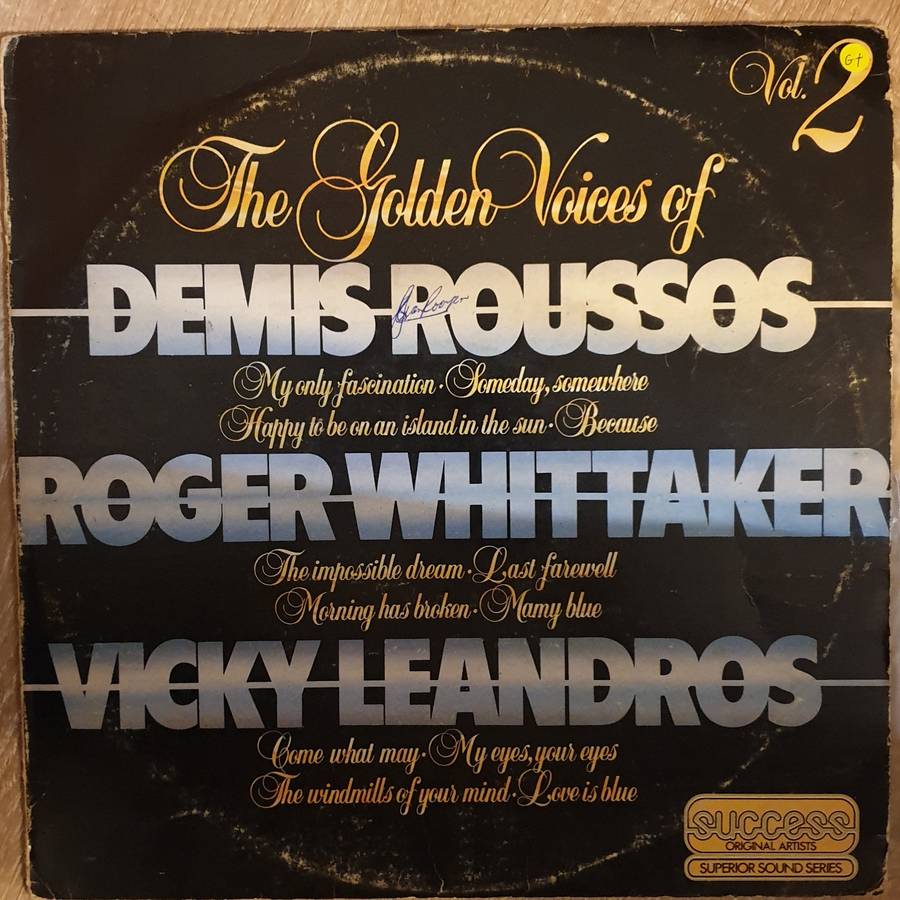 Vol. 2
G+
The Golden Voices of
DEMIS ROUSSOS
My only fascination · Someday, somewhere
Happy to be on an island in the sun · Because
ROGER WHITTAKER
The impossible dream · Last farewell
Morning has broken · Mamy blue
VICKY LEANDROS
Come what may · My eyes, your eyes
The windmills of your mind · Love is blue
success
ORIGINAL ARTISTS
SUPERIOR SOUND SERIES